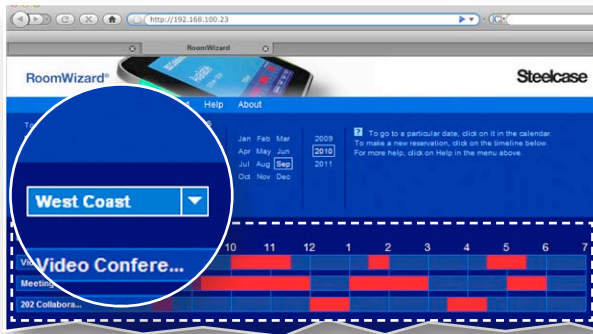 http://192.168.100.23
RoomWizard
RoomWizard®
Steelcase
Help About
Jan Feb Mar 2009
Apr May Jun 2010
Jul Aug Sep 2011
Oct Nov Dec
? To go to a particular date, click on it in the calendar.
To make a new reservation, click on the timeline below.
For more help, click on Help in the menu above.
West Coast
10 11 12 1 2 3 4 5 6 7
Video Confere...
Meeting
202 Collabora...